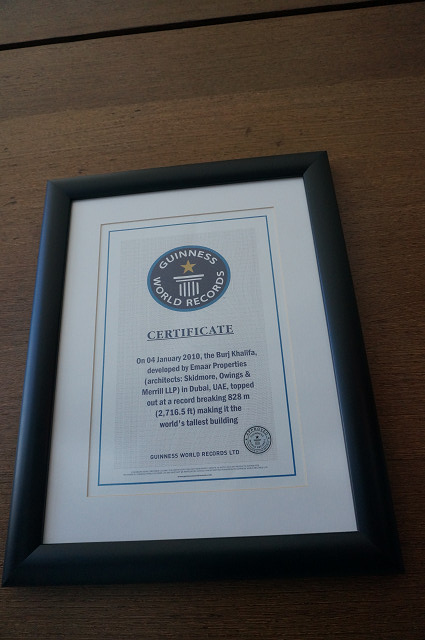 GUINNESS
WORLD RECORDS
CERTIFICATE
On 04 January 2010, the Burj Khalifa,
developed by Emaar Properties
(architects: Skidmore, Owings &
Merrill LLP) in Dubai, UAE, topped
out at a record breaking 828 m
(2,716.5 ft) making it the
world's tallest building
GUINNESS WORLD RECORDS LTD